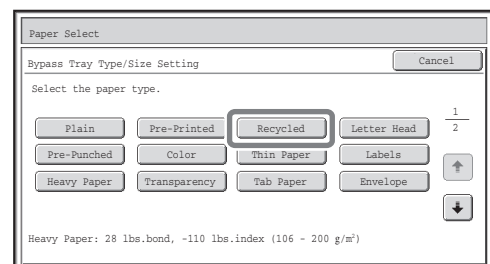 Paper Select
Bypass Tray Type/Size Setting Cancel
Select the paper type.
Plain Pre-Printed Recycled Letter Head 1
2
Pre-Punched Color Thin Paper Labels
Heavy Paper Transparency Tab Paper Envelope
Heavy Paper: 28 lbs.bond, -110 lbs.index (106 - 200 g/m²)